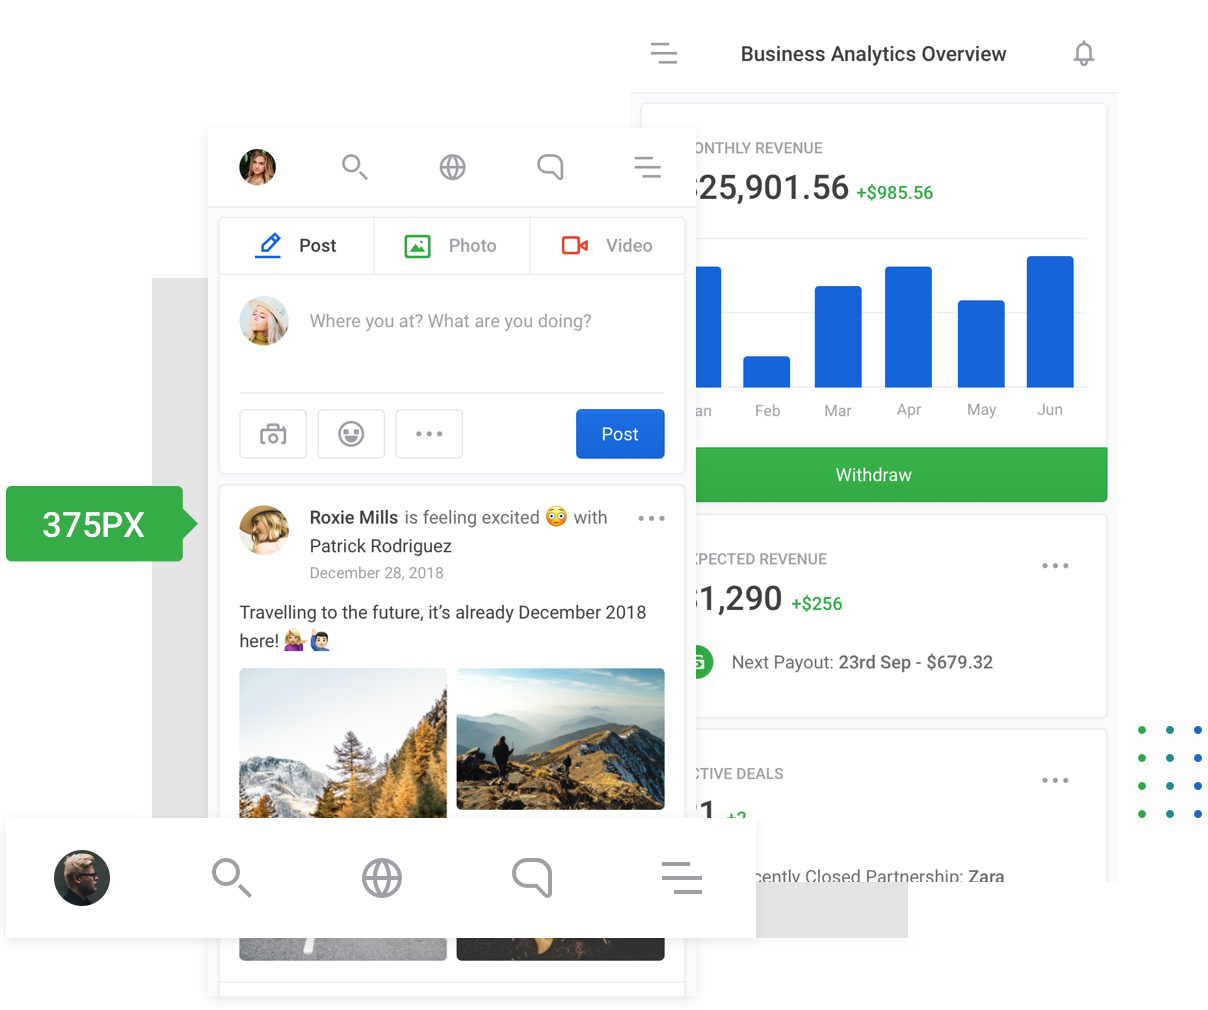 Business Analytics Overview
ONTHLY REVENUE
25,901.56 +$985.56
an Feb Mar Apr May Jun
Withdraw
PECTED REVENUE
1,290 +$256
Next Payout: 23rd Sep - $679.32
CTIVE DEALS
1 +2
cently Closed Partnership: Zara
Post Photo Video
Where you at? What are you doing?
Post
375PX
Roxie Mills is feeling excited 😳 with
Patrick Rodriguez
December 28, 2018
Travelling to the future, it’s already December 2018
here! 💁🏼‍♀️🙋🏻‍♂️